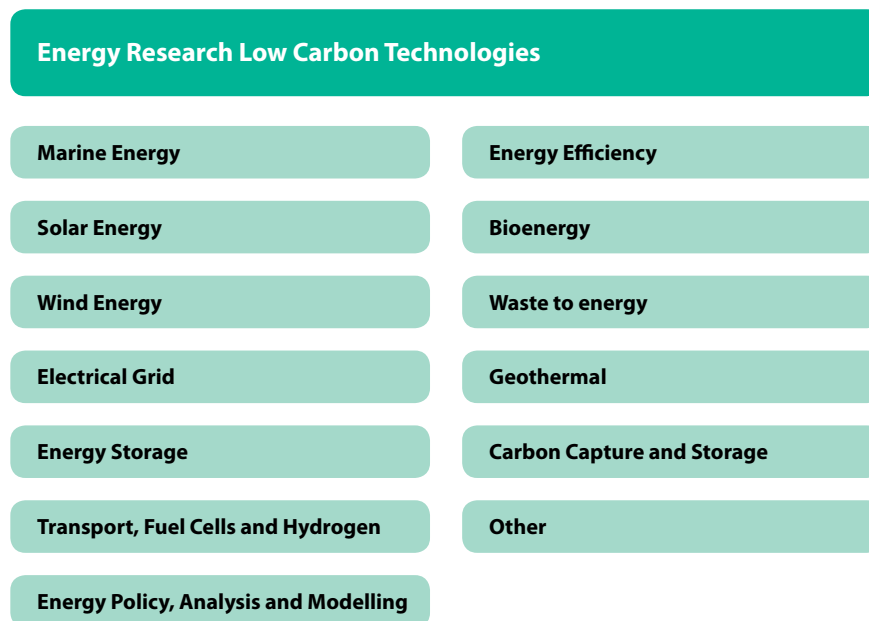 Energy Research Low Carbon Technologies
Marine Energy
Solar Energy
Wind Energy
Electrical Grid
Energy Storage
Transport, Fuel Cells and Hydrogen
Energy Policy, Analysis and Modelling
Energy Efficiency
Bioenergy
Waste to energy
Geothermal
Carbon Capture and Storage
Other